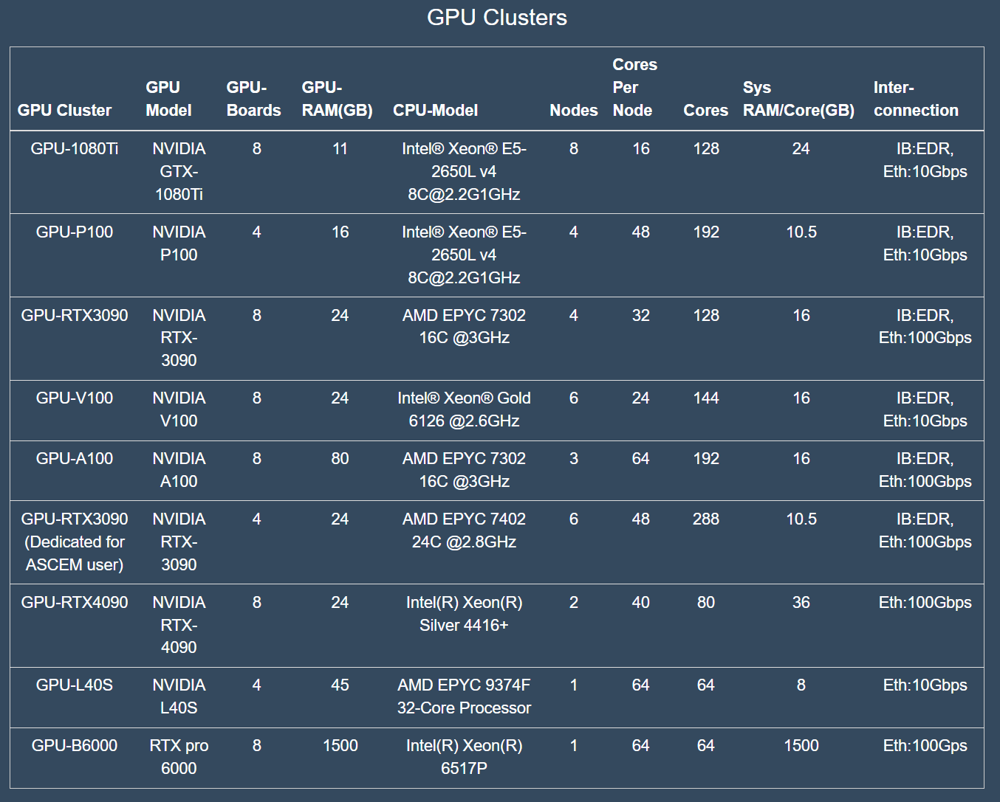 GPU Clusters
GPU Cluster GPU Model GPU-Boards GPU-RAM(GB) CPU-Model Nodes Cores Per Node Cores Sys RAM/Core(GB) Inter-connection
GPU-1080Ti NVIDIA GTX-1080Ti 8 11 Intel® Xeon® E5-2650L v4 8C@2.2G1GHz 8 16 128 24 IB:EDR, Eth:10Gbps
GPU-P100 NVIDIA P100 4 16 Intel® Xeon® E5-2650L v4 8C@2.2G1GHz 4 48 192 10.5 IB:EDR, Eth:10Gbps
GPU-RTX3090 NVIDIA RTX-3090 8 24 AMD EPYC 7302 16C @3GHz 4 32 128 16 IB:EDR, Eth:100Gbps
GPU-V100 NVIDIA V100 8 24 Intel® Xeon® Gold 6126 @2.6GHz 6 24 144 16 IB:EDR, Eth:10Gbps
GPU-A100 NVIDIA A100 8 80 AMD EPYC 7302 16C @3GHz 3 64 192 16 IB:EDR, Eth:100Gbps
GPU-RTX3090 (Dedicated for ASCEM user) NVIDIA RTX-3090 4 24 AMD EPYC 7402 24C @2.8GHz 6 48 288 10.5 IB:EDR, Eth:100Gbps
GPU-RTX4090 NVIDIA RTX-4090 8 24 Intel(R) Xeon(R) Silver 4416+ 2 40 80 36 Eth:100Gbps
GPU-L40S NVIDIA L40S 4 45 AMD EPYC 9374F 32-Core Processor 1 64 64 8 Eth:10Gbps
GPU-B6000 RTX pro 6000 8 1500 Intel(R) Xeon(R) 6517P 1 64 64 1500 Eth:100Gps